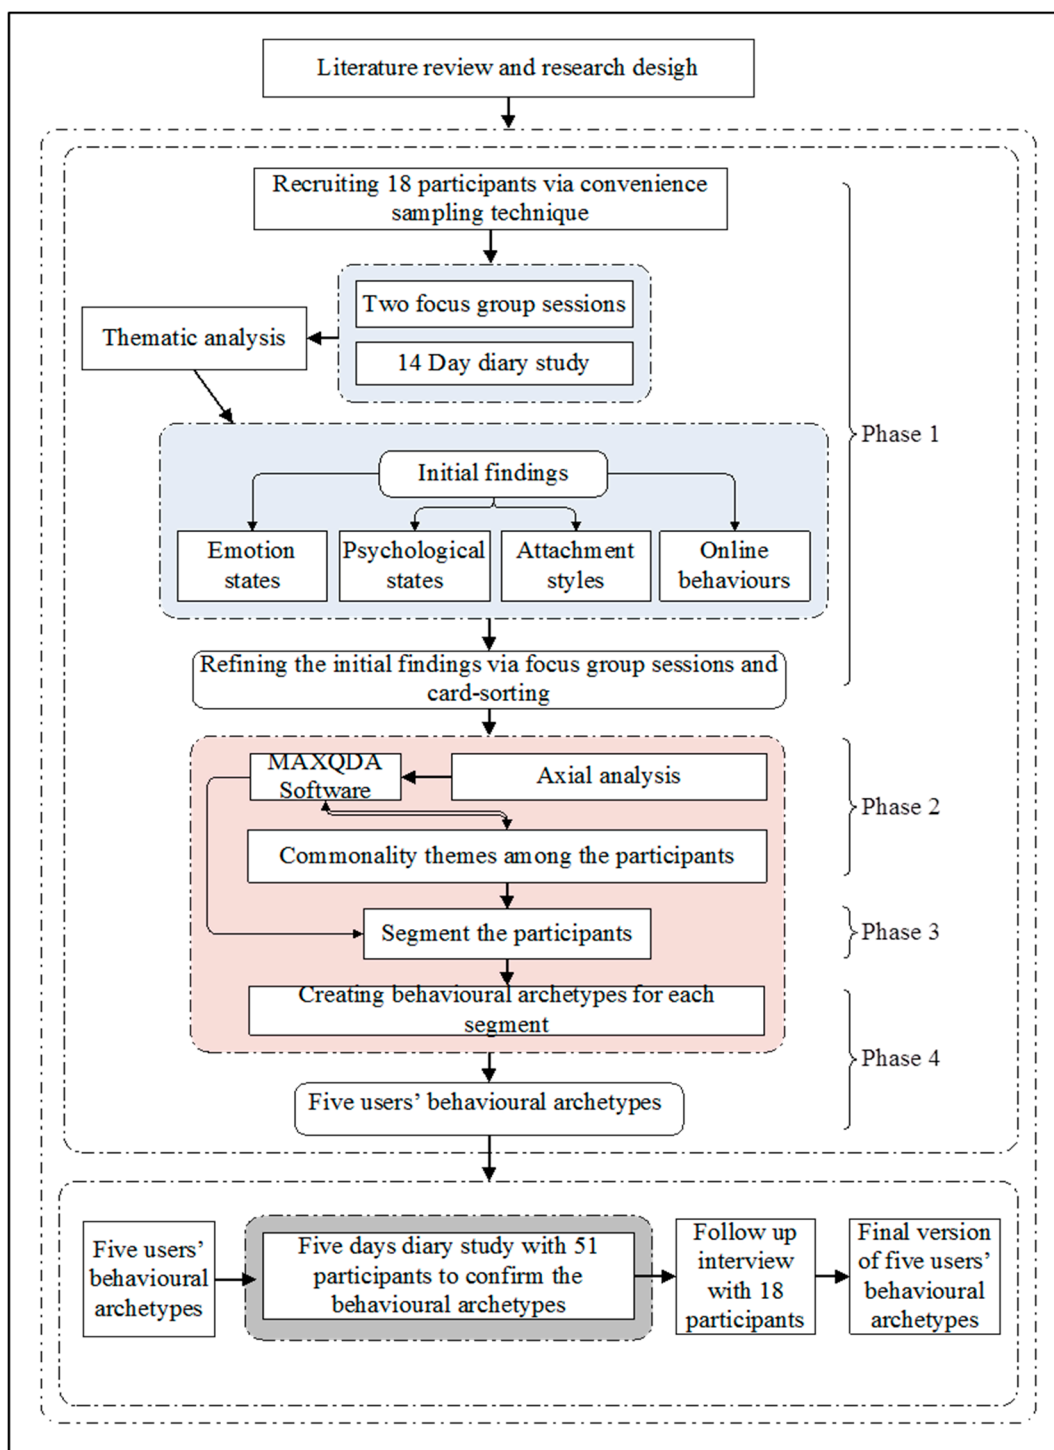 Literature review and research desigh
Recruiting 18 participants via convenience
sampling technique
Two focus group sessions
14 Day diary study
Thematic analysis
Phase 1
Initial findings
Emotion
states
Psychological
states
Attachment
styles
Online
behaviours
Refining the initial findings via focus group sessions and
card-sorting
MAXQDA
Software
Axial analysis
Phase 2
Commonality themes among the participants
Segment the participants
Phase 3
Creating behavioural archetypes for each
segment
Phase 4
Five users’ behavioural archetypes
Five users’
behavioural
archetypes
Five days diary study with 51
participants to confirm the
behavioural archetypes
Follow up
interview
with 18
participants
Final version
of five users’
behavioural
archetypes